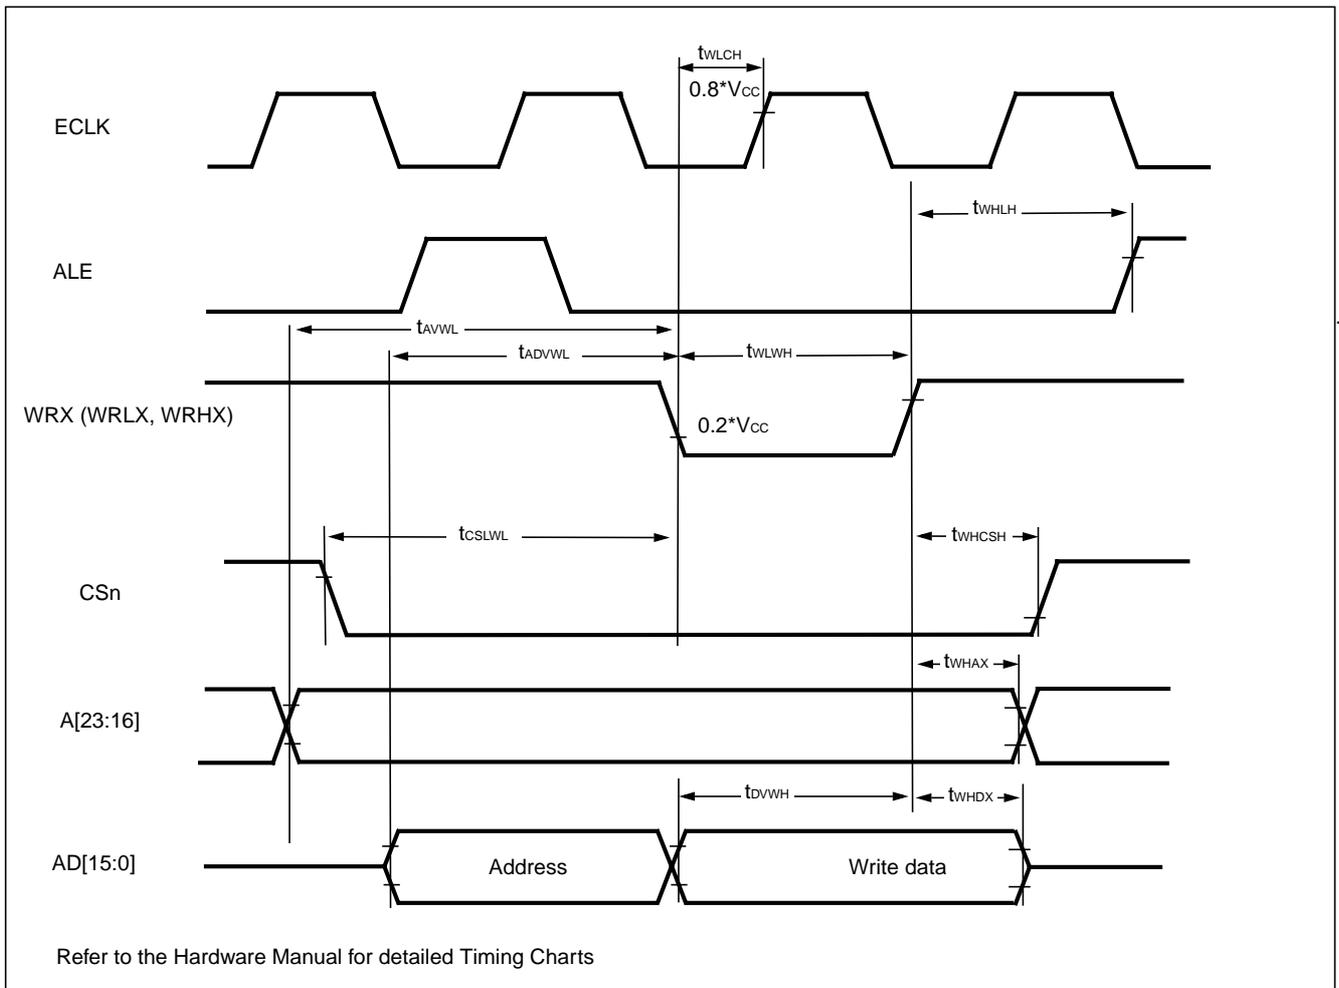 tWLCH
0.8*VCC
ECLK
tWHLH
ALE
tAVWL
tADVWL
tWLWH
WRX (WRLX, WRHX)
0.2*VCC
tCSLWL
tWHCSH
CSn
tWHAX
A[23:16]
tDVWH
tWHDX
AD[15:0]
Address
Write data
Refer to the Hardware Manual for detailed Timing Charts